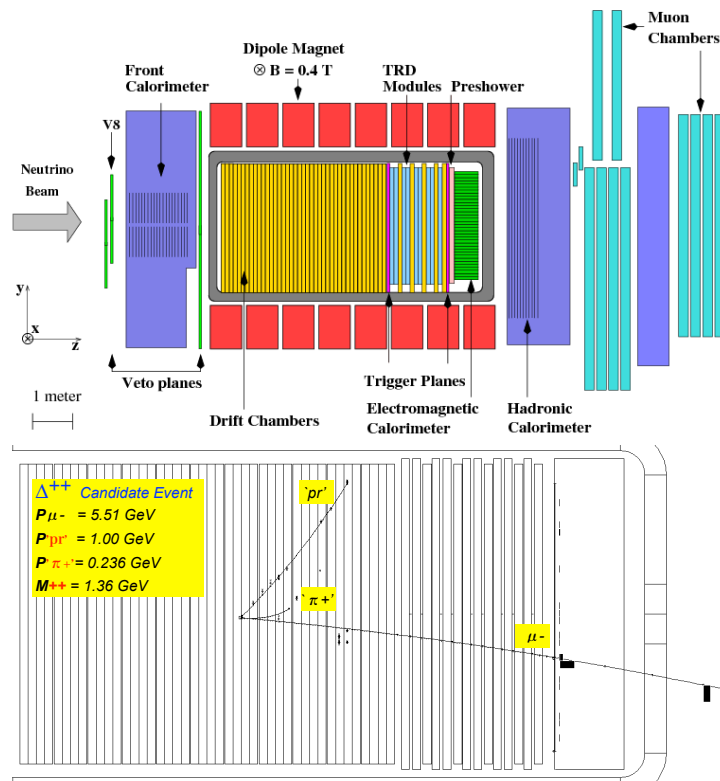 Muon
Chambers
Dipole Magnet
⊗ B = 0.4 T
TRD
Modules
Preshower
Front
Calorimeter
V8
Neutrino
Beam
y
x
z
1 meter
Veto planes
Drift Chambers
Trigger Planes
Electromagnetic
Calorimeter
Hadronic
Calorimeter
Δ++ Candidate Event
Pμ- = 5.51 GeV
P'pr' = 1.00 GeV
P'π+' = 0.236 GeV
M++ = 1.36 GeV
`pr'
`π+'
μ-